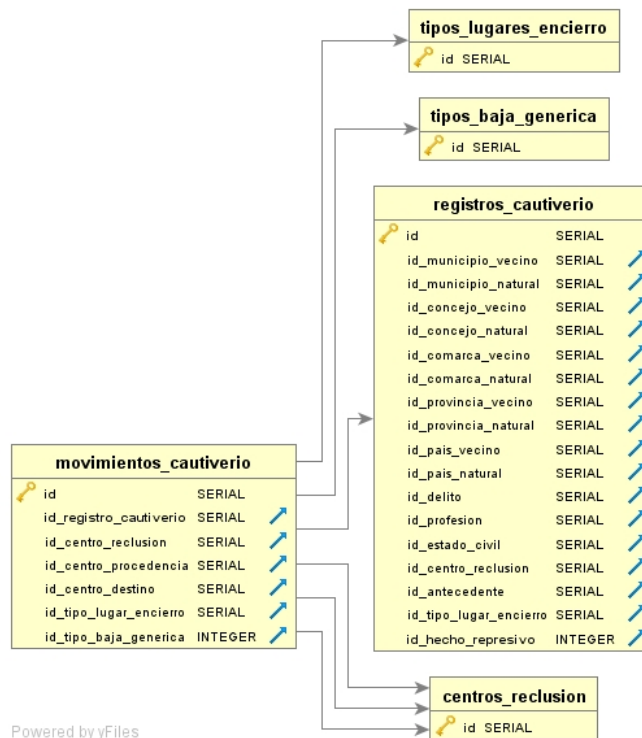 tipos_lugares_encierro
id SERIAL
tipos_baja_generica
id SERIAL
registros_cautiverio
id SERIAL
id_municipio_vecino SERIAL
id_municipio_natural SERIAL
id_concejo_vecino SERIAL
id_concejo_natural SERIAL
id_comarca_vecino SERIAL
id_comarca_natural SERIAL
id_provincia_vecino SERIAL
id_provincia_natural SERIAL
id_pais_vecino SERIAL
id_pais_natural SERIAL
id_delito SERIAL
id_profesion SERIAL
id_estado_civil SERIAL
id_centro_reclusion SERIAL
id_antecedente SERIAL
id_tipo_lugar_encierro SERIAL
id_hecho_represivo INTEGER
movimientos_cautiverio
id SERIAL
id_registro_cautiverio SERIAL
id_centro_reclusion SERIAL
id_centro_procedencia SERIAL
id_centro_destino SERIAL
id_tipo_lugar_encierro SERIAL
id_tipo_baja_generica INTEGER
centros_reclusion
id SERIAL
Powered by yFiles